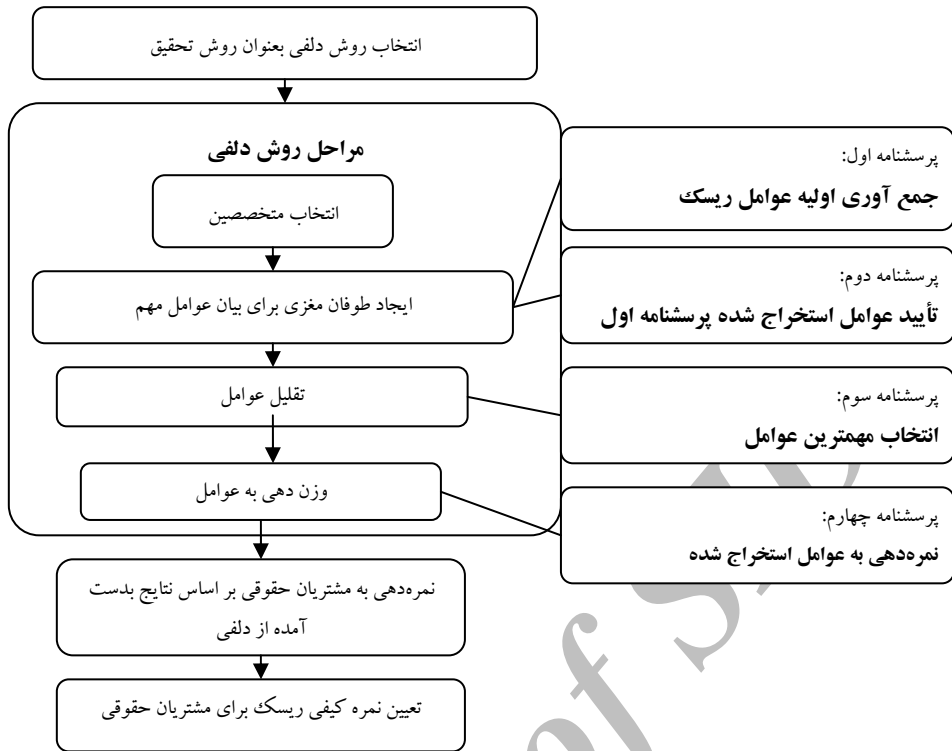 انتخاب روش دلفی بعنوان روش تحقیق
مراحل روش دلفی
انتخاب متخصصین
ایجاد طوفان مغزی برای بیان عوامل مهم
تقلیل عوامل
وزن دهی به عوامل
پرسشنامه اول:
جمع آوری اولیه عوامل ریسک
پرسشنامه دوم:
تأیید عوامل استخراج شده پرسشنامه اول
پرسشنامه سوم:
انتخاب مهمترین عوامل
پرسشنامه چهارم:
نمره‌دهی به عوامل استخراج شده
نمره‌دهی به مشتریان حقوقی بر اساس نتایج بدست
آمده از دلفی
تعیین نمره کیفی ریسک برای مشتریان حقوقی
of